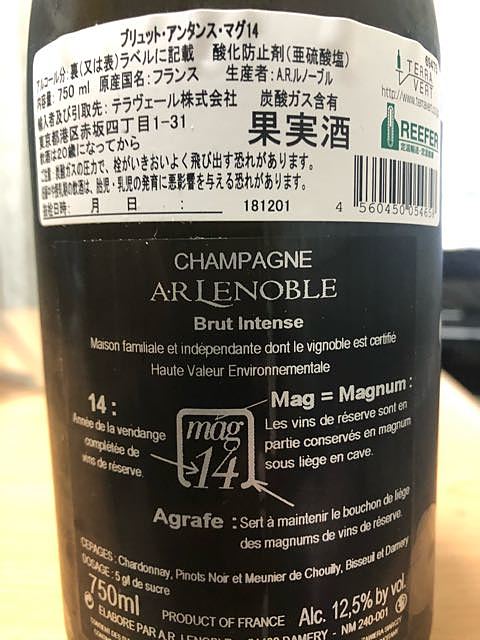 ブリュット・アンタンス・マグ14
アルコール分：裏(又は表)ラベルに記載　酸化防止剤(亜硫酸塩)
内容量：750 ml　原産国名：フランス　生産者：A.R.ルノーブル
輸入者及び引取先：テラヴェール株式会社　炭酸ガス含有
東京都港区赤坂四丁目1-31
果実酒
飲酒は20歳になってから
炭酸ガスの圧力で、栓がいきおいよく飛び出す恐れがあります。
飲酒は、胎児・乳児の発育に悪影響を与える恐れがあります。
抜栓日時：　月　日　：　181201
TERRA
VERT
REEFER
4 560450 05465
CHAMPAGNE
A.R.LENOBLE
Brut Intense
Maison familiale et indépendante dont le vignoble est certifié
Haute Valeur Environnementale
14 :
Année de la vendange
complétée de
vins de réserve.
mag
14
Mag = Magnum :
Les vins de réserve sont en
partie conservés en magnum
sous liège en cave.
Agrafe : Sert à maintenir le bouchon de liège
des magnums de vins de réserve.
CEPAGES : Chardonnay, Pinots Noir et Meunier de Chouilly, Bisseuil et Damery
DOSAGE : 5 g/l de sucre
750ml
PRODUCT OF FRANCE
Alc. 12,5% by vol.
ELABORE PAR A.R. LENOBLE
DAMERY - NM 240-001